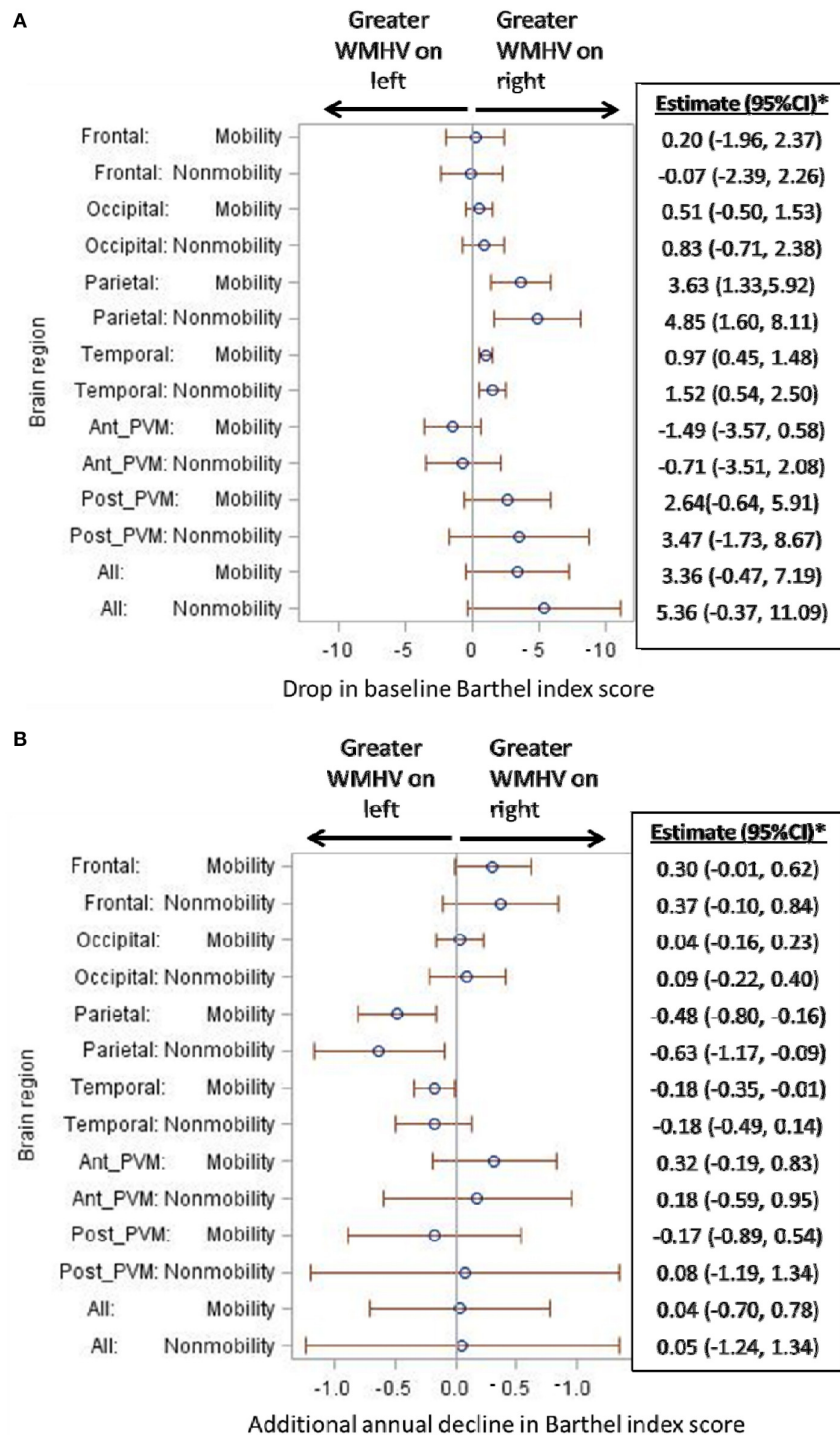 A
Greater
WMHV on
left
Greater
WMHV on
right
Estimate (95%CI)*
Frontal: Mobility 0.20 (-1.96, 2.37)
Frontal: Nonmobility -0.07 (-2.39, 2.26)
Occipital: Mobility 0.51 (-0.50, 1.53)
Occipital: Nonmobility 0.83 (-0.71, 2.38)
Parietal: Mobility 3.63 (1.33,5.92)
Parietal: Nonmobility 4.85 (1.60, 8.11)
Temporal: Mobility 0.97 (0.45, 1.48)
Temporal: Nonmobility 1.52 (0.54, 2.50)
Ant_PVM: Mobility -1.49 (-3.57, 0.58)
Ant_PVM: Nonmobility -0.71 (-3.51, 2.08)
Post_PVM: Mobility 2.64(-0.64, 5.91)
Post_PVM: Nonmobility 3.47 (-1.73, 8.67)
All: Mobility 3.36 (-0.47, 7.19)
All: Nonmobility 5.36 (-0.37, 11.09)
Brain region
-10 -5 0 - 5 -10
Drop in baseline Barthel index score
B
Greater
WMHV on
left
Greater
WMHV on
right
Estimate (95%CI)*
Frontal: Mobility 0.30 (-0.01, 0.62)
Frontal: Nonmobility 0.37 (-0.10, 0.84)
Occipital: Mobility 0.04 (-0.16, 0.23)
Occipital: Nonmobility 0.09 (-0.22, 0.40)
Parietal: Mobility -0.48 (-0.80, -0.16)
Parietal: Nonmobility -0.63 (-1.17, -0.09)
Temporal: Mobility -0.18 (-0.35, -0.01)
Temporal: Nonmobility -0.18 (-0.49, 0.14)
Ant_PVM: Mobility 0.32 (-0.19, 0.83)
Ant_PVM: Nonmobility 0.18 (-0.59, 0.95)
Post_PVM: Mobility -0.17 (-0.89, 0.54)
Post_PVM: Nonmobility 0.08 (-1.19, 1.34)
All: Mobility 0.04 (-0.70, 0.78)
All: Nonmobility 0.05 (-1.24, 1.34)
Brain region
-1.0 -0.5 0.0 - 0.5 -1.0
Additional annual decline in Barthel index score